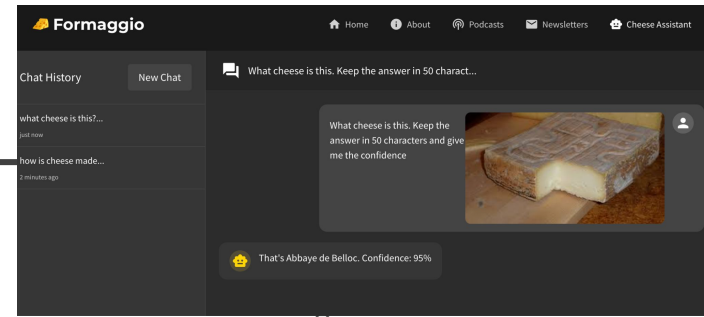 Formaggio
Home About Podcasts Newsletters Cheese Assistant
Chat History New Chat
what cheese is this?...
just now
how is cheese made...
2 minutes ago
What cheese is this. Keep the answer in 50 charact...
What cheese is this. Keep the
answer in 50 characters and give
me the confidence
That's Abbaye de Belloc. Confidence: 95%